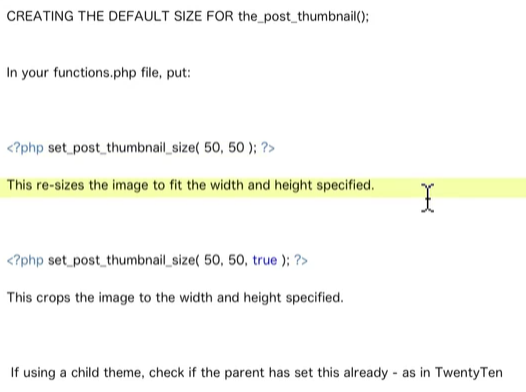 CREATING THE DEFAULT SIZE FOR the_post_thumbnail();
In your functions.php file, put:
<?php set_post_thumbnail_size( 50, 50 ); ?>
This re-sizes the image to fit the width and height specified.
<?php set_post_thumbnail_size( 50, 50, true ); ?>
This crops the image to the width and height specified.
If using a child theme, check if the parent has set this already - as in TwentyTen